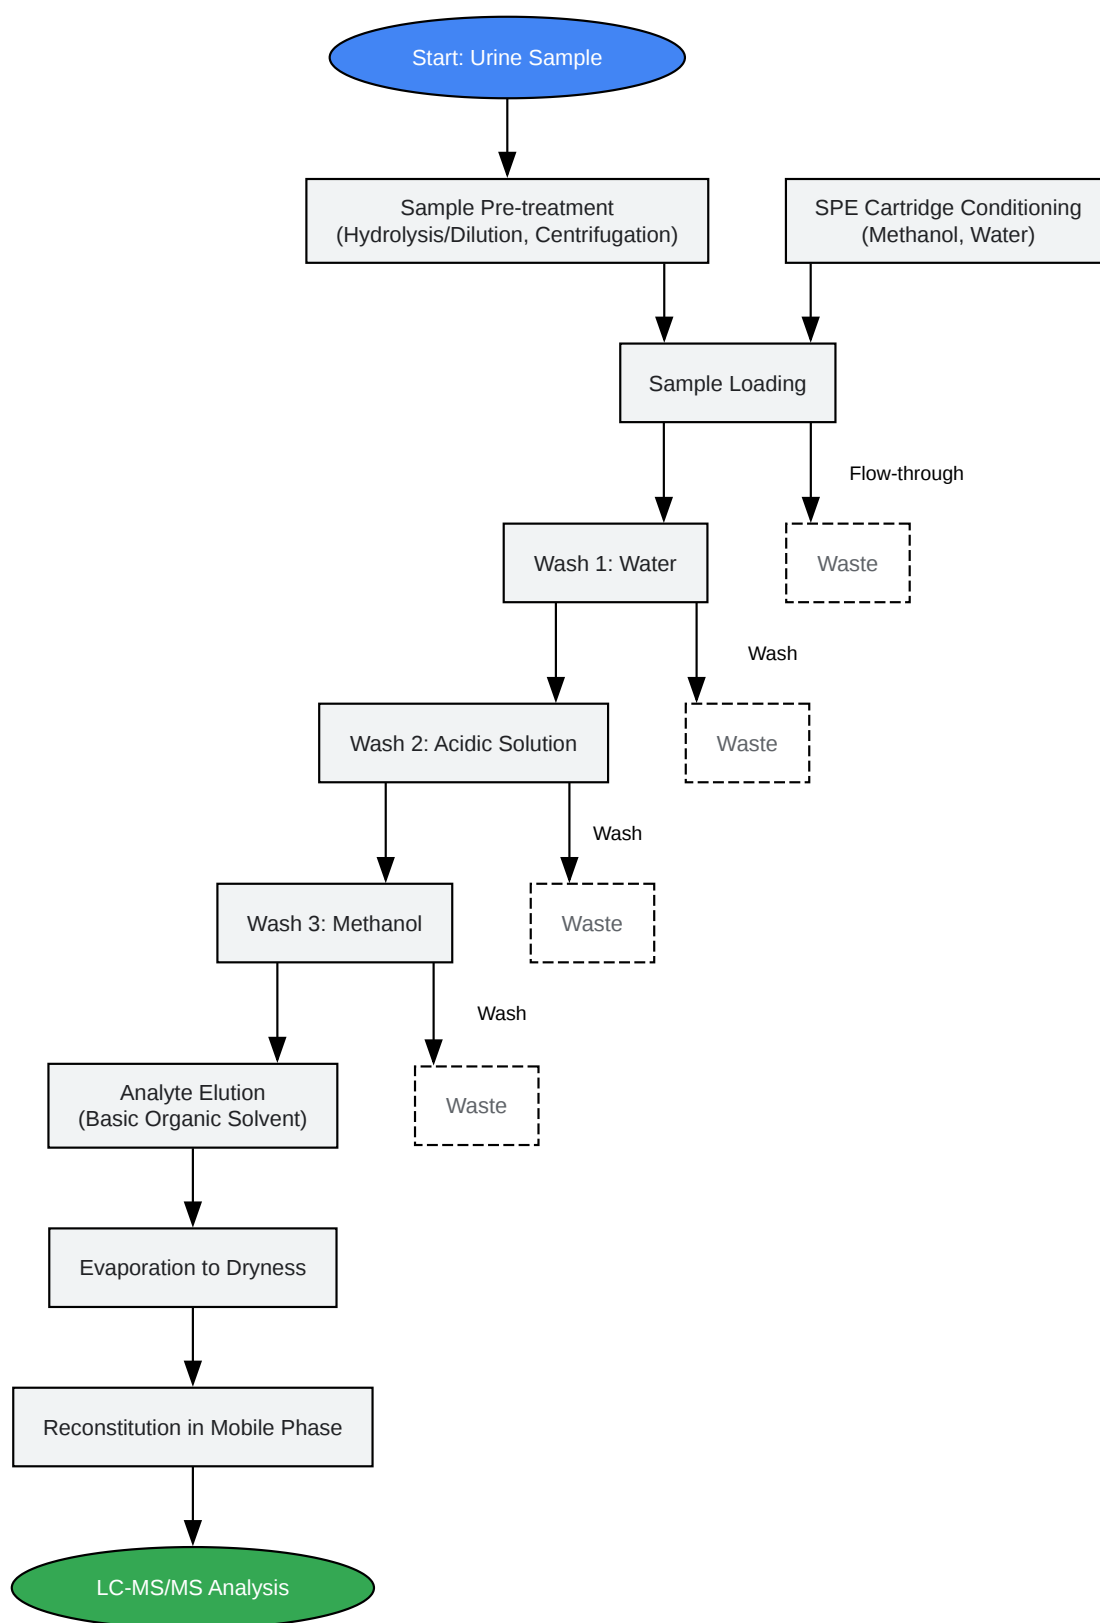 Start: Urine Sample
Sample Pre-treatment
(Hydrolysis/Dilution, Centrifugation)
SPE Cartridge Conditioning
(Methanol, Water)
Sample Loading
Flow-through
Wash 1: Water
Waste
Wash
Wash 2: Acidic Solution
Waste
Wash
Wash 3: Methanol
Waste
Wash
Analyte Elution
(Basic Organic Solvent)
Waste
Evaporation to Dryness
Reconstitution in Mobile Phase
LC-MS/MS Analysis